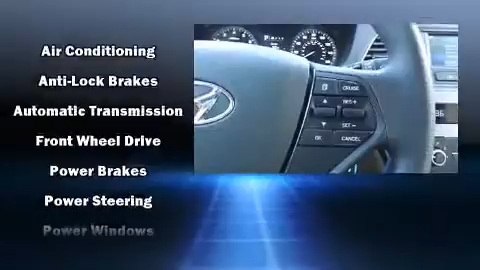 Air Conditioning
Anti-Lock Brakes
Automatic Transmission
Front Wheel Drive
Power Brakes
Power Steering
Power Windows
CRUISE
RES +
SET -
OK
CANCEL